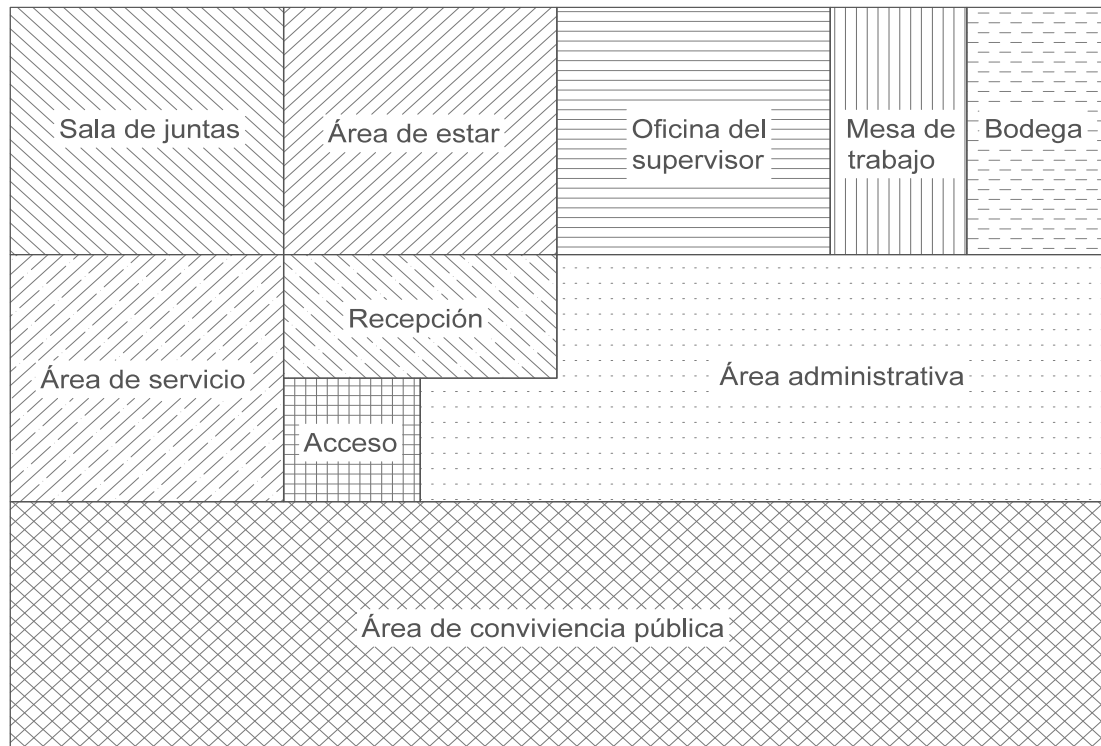 Sala de juntas
Área de estar
Oficina del
supervisor
Mesa de
trabajo
Bodega
Recepción
Área de servicio
Área administrativa
Acceso
Área de conviviencia pública